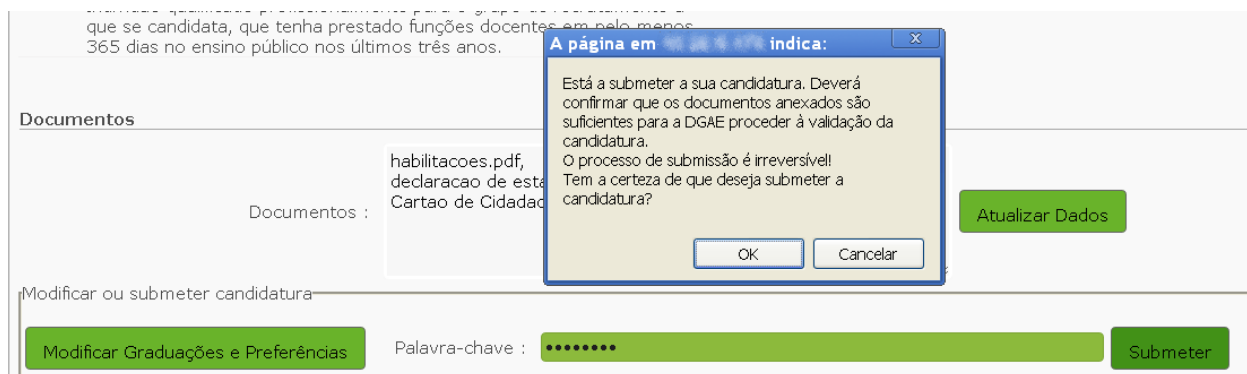 que se candidata, que tenha prestado funções docentes em pelo menos
365 dias no ensino público nos últimos três anos.
A página em indica:
Está a submeter a sua candidatura. Deverá
confirmar que os documentos anexados são
suficientes para a DGAE proceder à validação da
candidatura.
O processo de submissão é irreversível!
Tem a certeza de que deseja submeter a
candidatura?
OK Cancelar
Documentos
habilitacoes.pdf,
declaracao de esta
Cartao de Cidadac
Documentos :
Atualizar Dados
Modificar ou submeter candidatura
Modificar Graduações e Preferências Palavra-chave : •••••••• Submeter